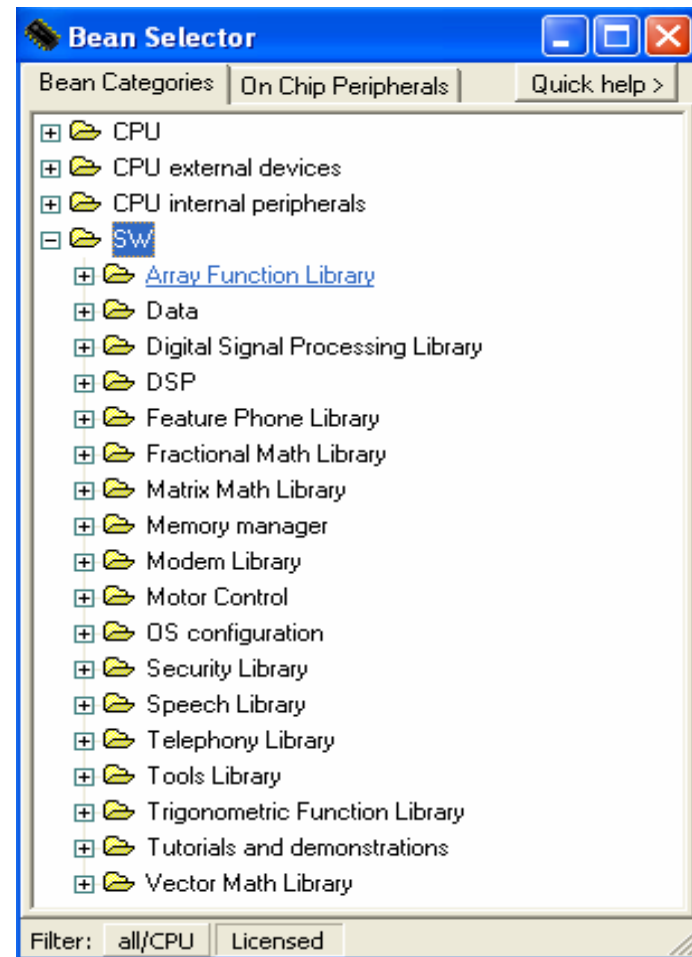 Bean Selector
Bean Categories On Chip Peripherals Quick help >
CPU
CPU external devices
CPU internal peripherals
SW
Array Function Library
Data
Digital Signal Processing Library
DSP
Feature Phone Library
Fractional Math Library
Matrix Math Library
Memory manager
Modem Library
Motor Control
OS configuration
Security Library
Speech Library
Telephony Library
Tools Library
Trigonometric Function Library
Tutorials and demonstrations
Vector Math Library
Filter: all/CPU Licensed